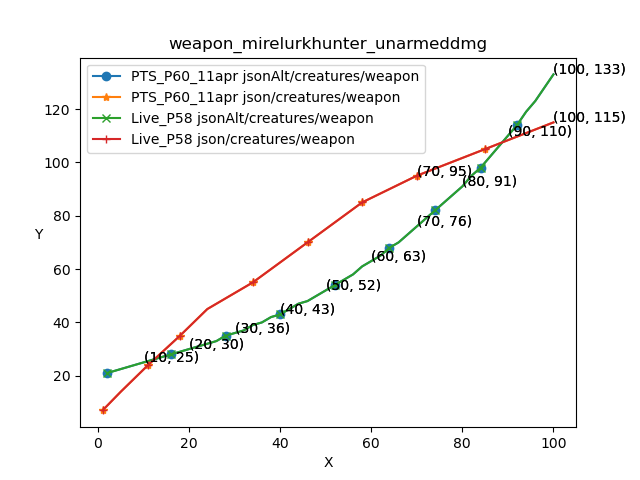 weapon_mirelurkhunter_unarmeddmg
PTS_P60_11apr jsonAlt/creatures/weapon
PTS_P60_11apr json/creatures/weapon
Live_P58 jsonAlt/creatures/weapon
Live_P58 json/creatures/weapon
(100, 133)
(100, 115)
(90, 110)
(70, 95)
(80, 91)
(70, 76)
(60, 63)
(50, 52)
(40, 43)
(30, 36)
(20, 30)
(10, 25)
Y
120
100
80
60
40
20
0 20 40 60 80 100
X